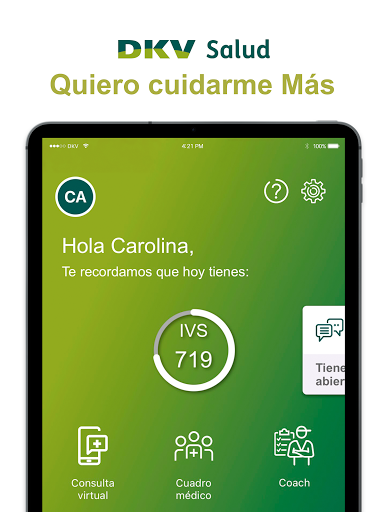 DKV Salud
Quiero cuidarme Más
DKV
4:21 PM
100%
CA
Hola Carolina,
Te recordamos que hoy tienes:
IVS
719
Tiene
abier
Consulta
virtual
Cuadro
médico
Coach